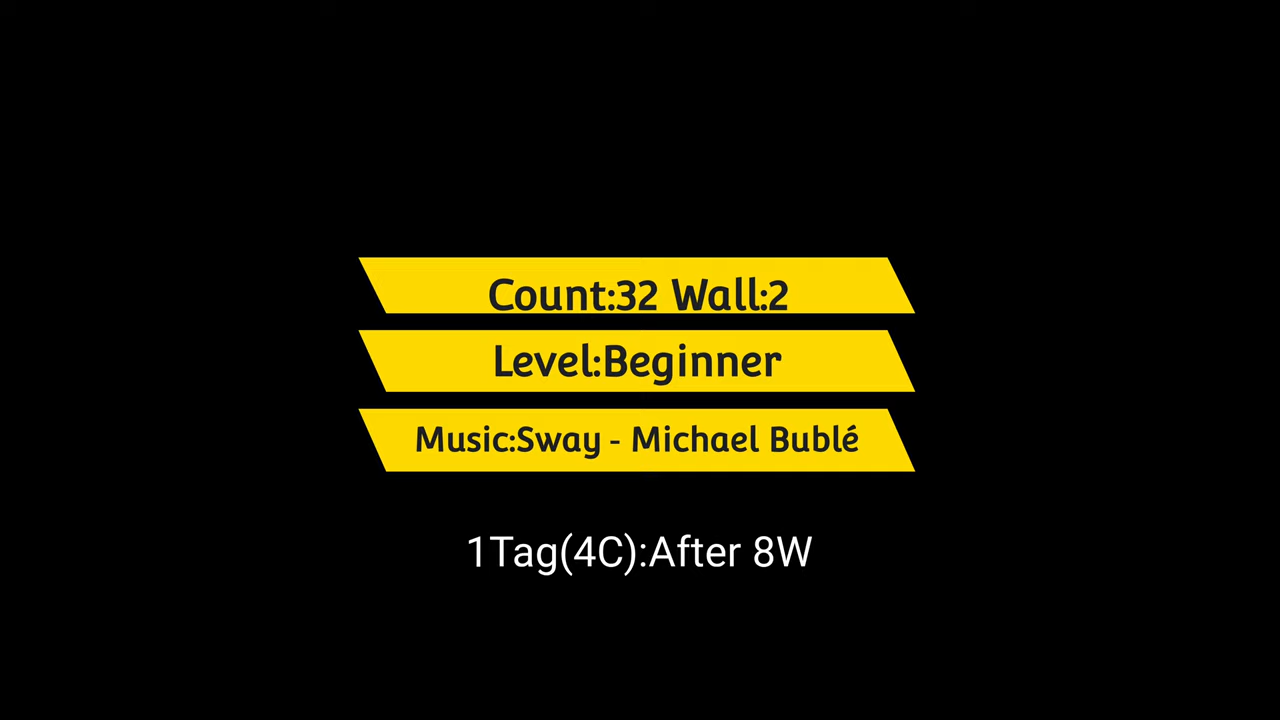 Count:32 Wall:2
Level:Beginner
Music:Sway - Michael Bublé
1Tag(4C):After 8W